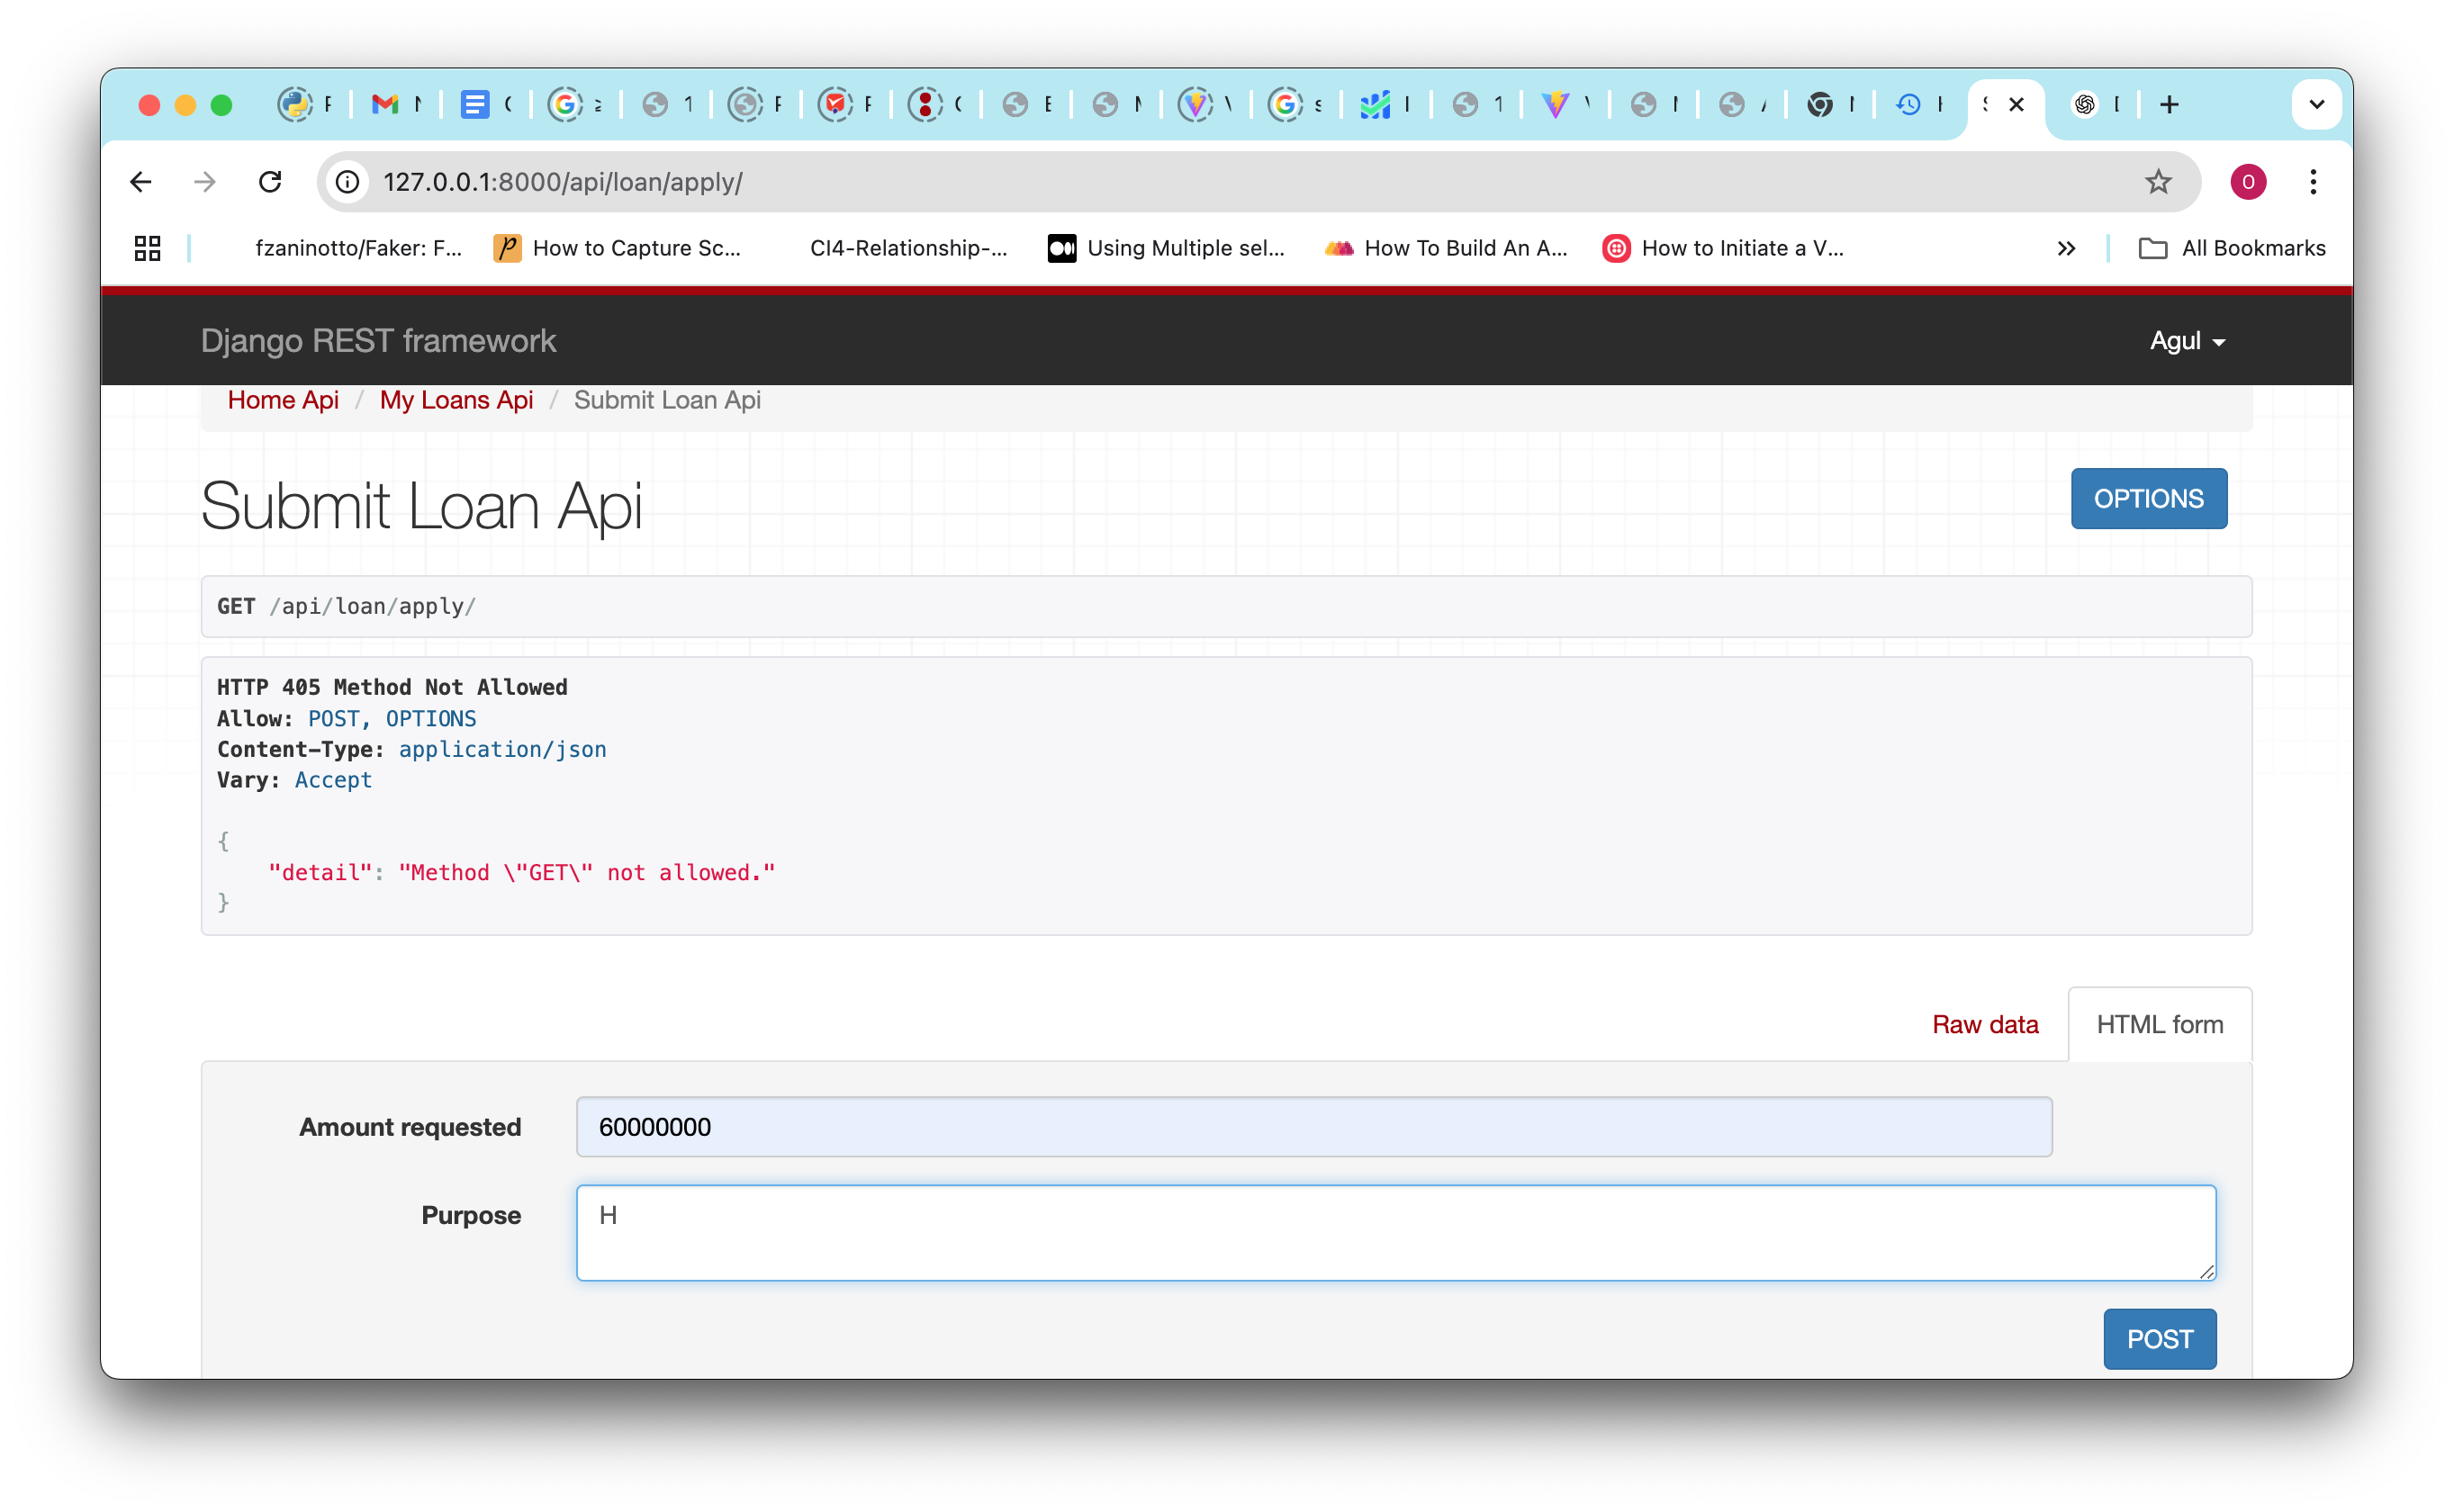 127.0.0.1:8000/api/loan/apply/
fzaninotto/Faker: F...
How to Capture Sc...
CI4-Relationship-...
Using Multiple sel...
How To Build An A...
How to Initiate a V...
All Bookmarks
Django REST framework
Agul
Home Api / My Loans Api / Submit Loan Api
Submit Loan Api
OPTIONS
GET /api/loan/apply/
HTTP 405 Method Not Allowed
Allow: POST, OPTIONS
Content-Type: application/json
Vary: Accept
{
"detail": "Method \"GET\" not allowed."
}
Raw data
HTML form
Amount requested
60000000
Purpose
H
POST